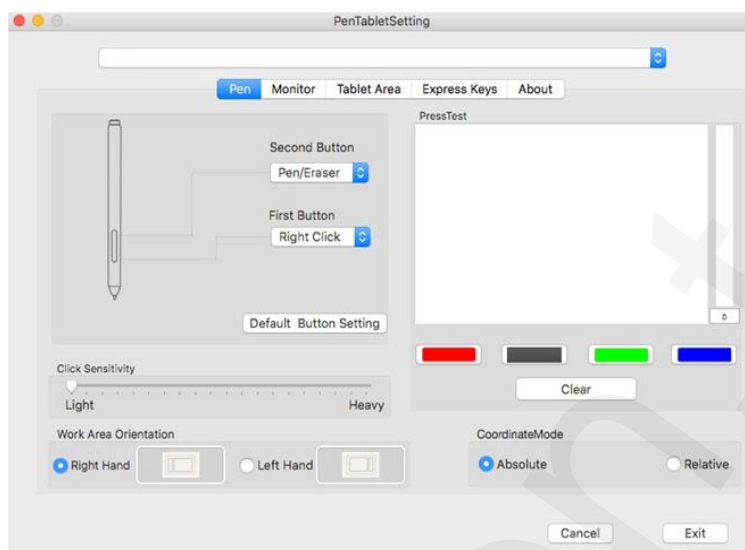 PenTabletSetting
Pen Monitor Tablet Area Express Keys About
PressTest
Second Button
Pen/Eraser
First Button
Right Click
Default Button Setting
0
Click Sensitivity
Light Heavy
Clear
Work Area Orientation
Right Hand Left Hand
CoordinateMode
Absolute Relative
Cancel Exit